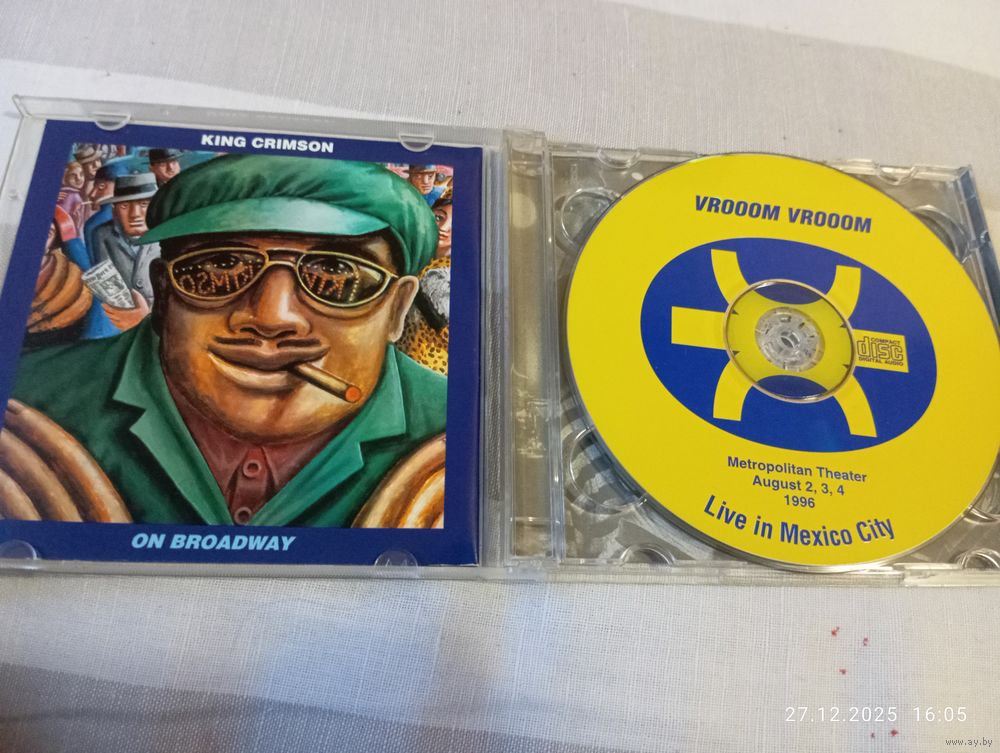 KING CRIMSON
ON BROADWAY
VROOOM VROOOM
COMPACT
disc
DIGITAL AUDIO
Metropolitan Theater
August 2, 3, 4
1996
Live in Mexico City
27.12.2025 16:05
www.ay.by